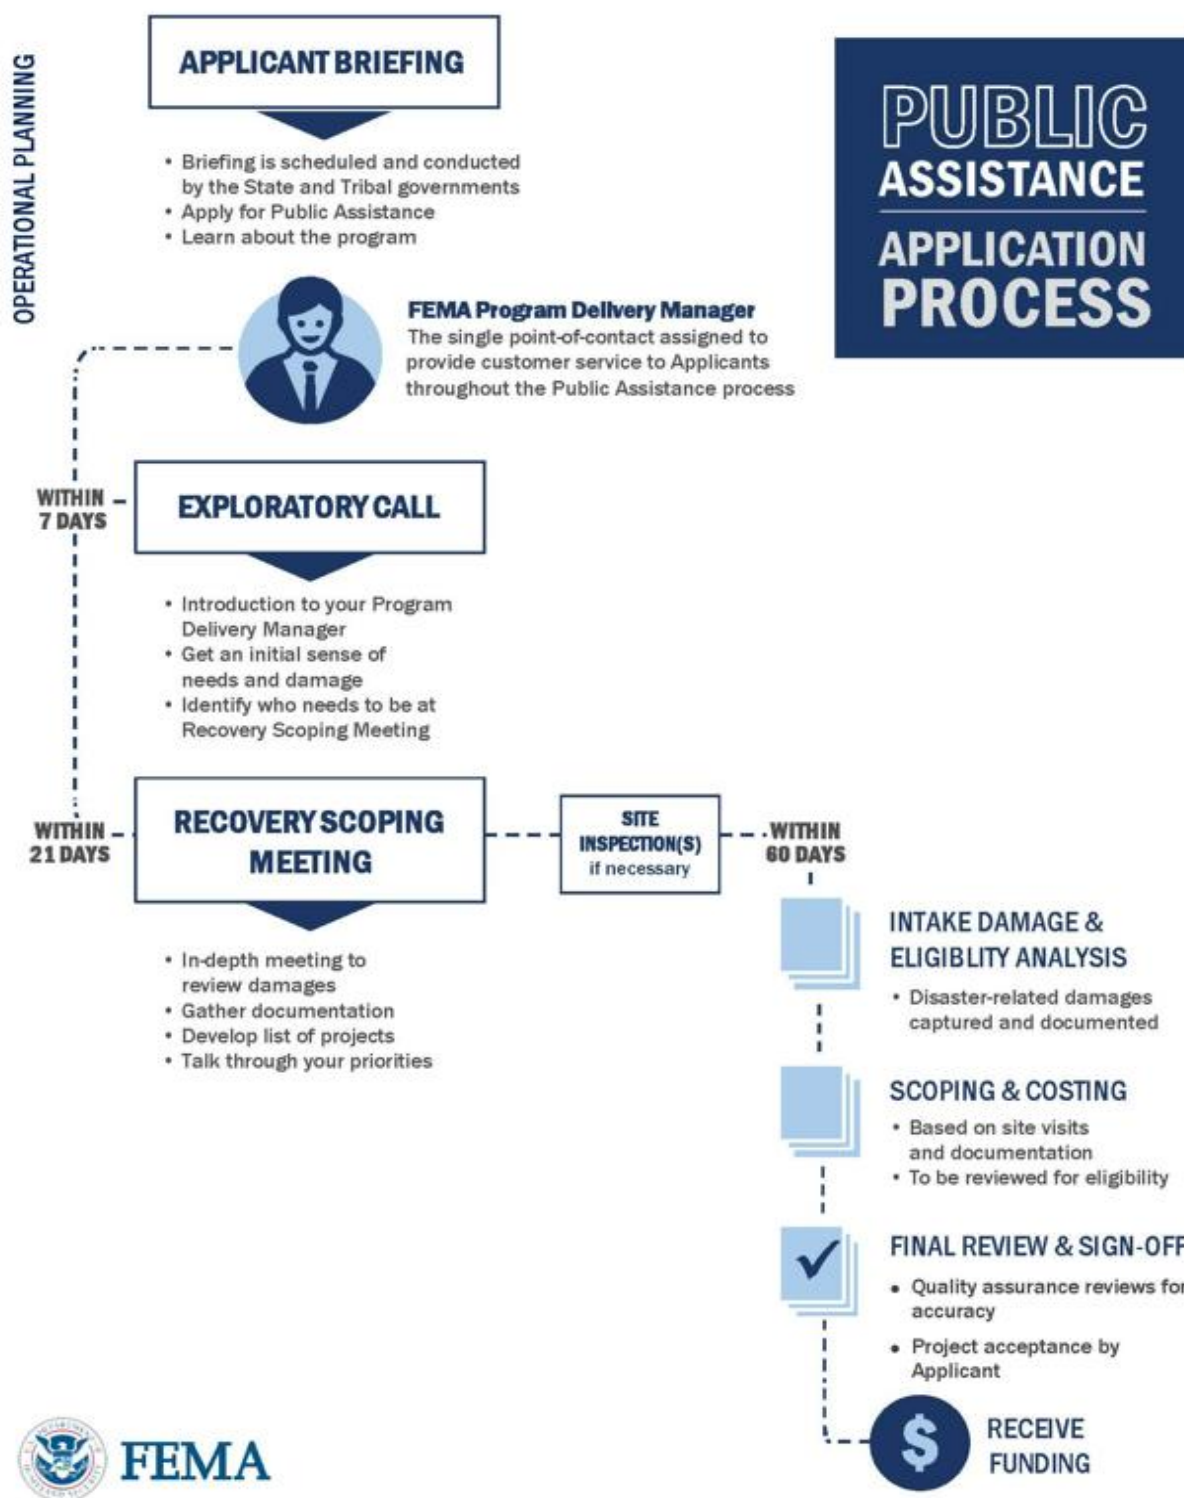 OPERATIONAL PLANNING
APPLICANT BRIEFING
• Briefing is scheduled and conducted
by the State and Tribal governments
• Apply for Public Assistance
• Learn about the program
PUBLIC
ASSISTANCE
APPLICATION
PROCESS
FEMA Program Delivery Manager
The single point-of-contact assigned to
provide customer service to Applicants
throughout the Public Assistance process
WITHIN
7 DAYS
EXPLORATORY CALL
• Introduction to your Program
Delivery Manager
• Get an initial sense of
needs and damage
• Identify who needs to be at
Recovery Scoping Meeting
WITHIN
21 DAYS
RECOVERY SCOPING
MEETING
• In-depth meeting to
review damages
• Gather documentation
• Develop list of projects
• Talk through your priorities
SITE
INSPECTION(S)
if necessary
WITHIN
60 DAYS
INTAKE DAMAGE &
ELIGIBLITY ANALYSIS
• Disaster-related damages
captured and documented
SCOPING & COSTING
• Based on site visits
and documentation
• To be reviewed for eligibility
FINAL REVIEW & SIGN-OFF
• Quality assurance reviews for
accuracy
• Project acceptance by
Applicant
$
RECEIVE
FUNDING
FEMA